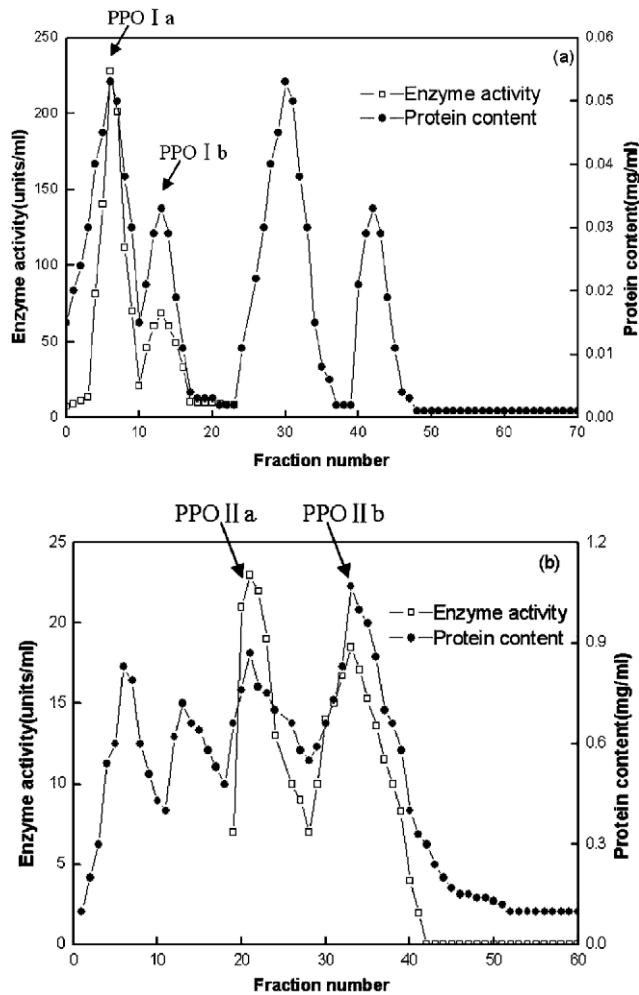 PPO I a
(a)
Enzyme activity
Protein content
PPO I b
Enzyme activity(units/ml)
250
200
150
100
50
0
Protein content(mg/ml)
0.06
0.05
0.04
0.03
0.02
0.01
0.00
0 10 20 30 40 50 60 70
Fraction number
PPO II a PPO II b
(b)
Enzyme activity
Protein content
Enzyme activity(units/ml)
25
20
15
10
5
0
Protein content(mg/ml)
1.2
0.9
0.6
0.3
0.0
0 10 20 30 40 50 60
Fraction number